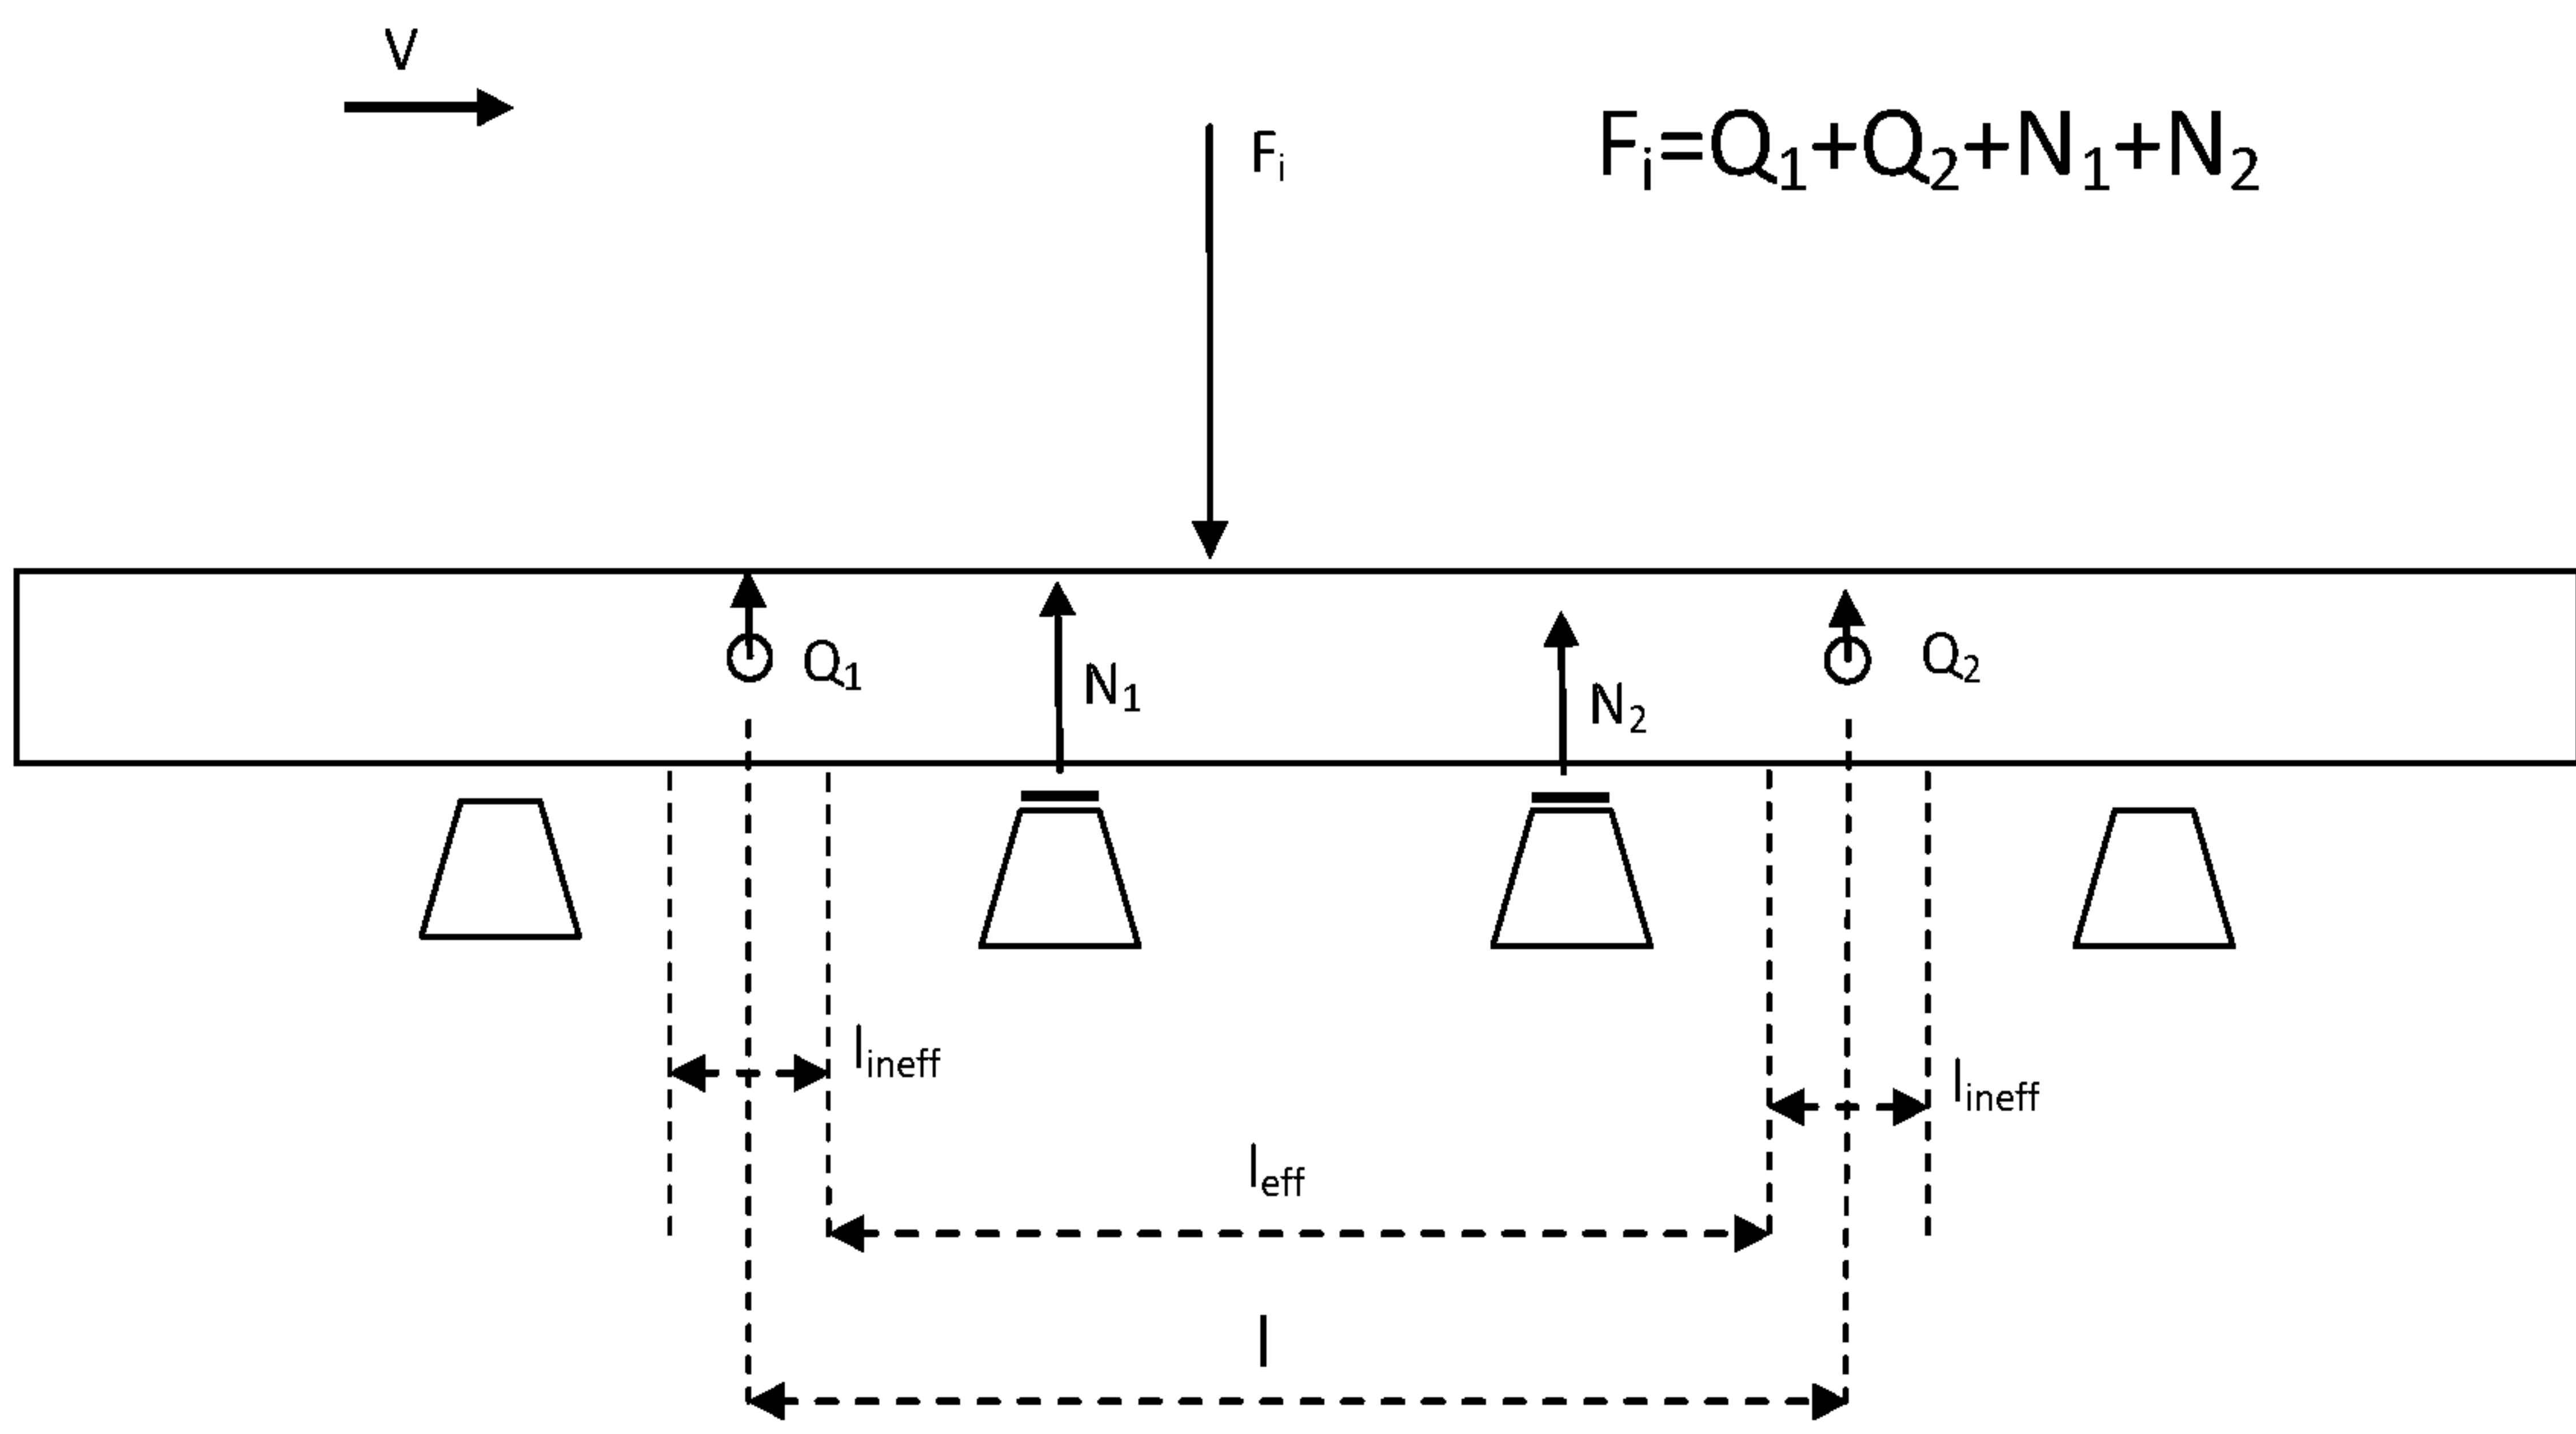 V
Fᵢ
Fᵢ=Q₁+Q₂+N₁+N₂
Q₁
N₁
N₂
Q₂
lineff
lineff
leff
l